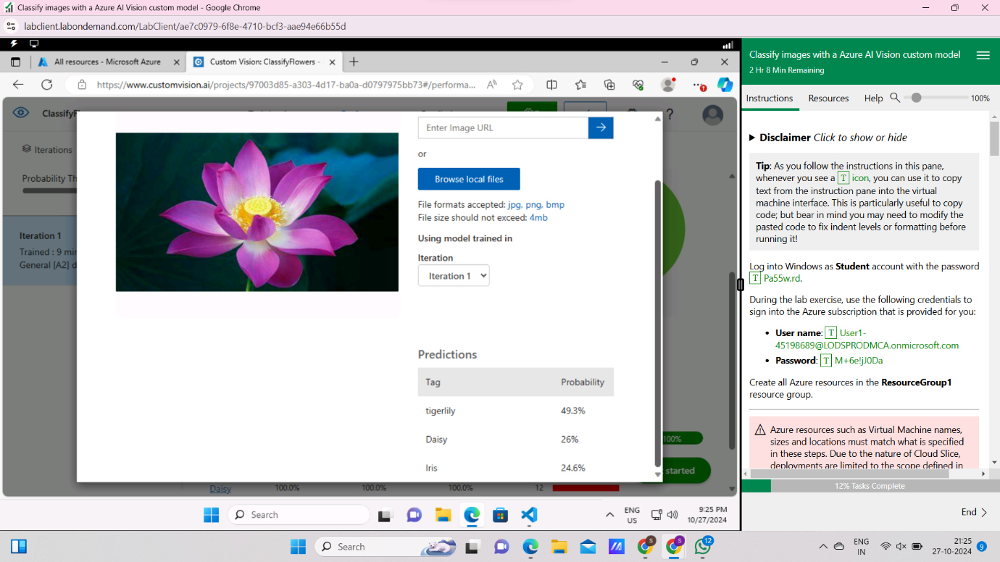 Classify images with a Azure AI Vision custom model - Google Chrome
labclient.labondemand.com/LabClient/ae7c0979-6f8e-4710-bcf3-aae94e66b55d
All resources - Microsoft Azure
Custom Vision: ClassifyFlowers -
https://www.customvision.ai/projects/97003d85-a303-4d17-ba0a-d0797975bb73#/performa...
Iterations
Probability Th
Iteration 1
Trained : 9 min
General [A2] d
Enter Image URL
or
Browse local files
File formats accepted: jpg, png, bmp
File size should not exceed: 4mb
Using model trained in
Iteration
Iteration 1
Predictions
Tag Probability
tigerlily 49.3%
Daisy 26%
Iris 24.6%
100%
started
Daisy 100.0% 100.0% 100.0% 12
Search
ENG
US
9:25 PM
10/27/2024
Classify images with a Azure AI Vision custom model
2 Hr 8 Min Remaining
Instructions Resources Help 100%
Disclaimer Click to show or hide
Tip: As you follow the instructions in this pane,
whenever you see a T icon, you can use it to copy
text from the instruction pane into the virtual
machine interface. This is particularly useful to copy
code; but bear in mind you may need to modify the
pasted code to fix indent levels or formatting before
running it!
Log into Windows as Student account with the password
T Pa55w.rd.
During the lab exercise, use the following credentials to
sign into the Azure subscription that is provided for you:
• User name: T User1-
45198689@LODSPRODMCA.onmicrosoft.com
• Password: T M+6e!jJ0Da
Create all Azure resources in the ResourceGroup1
resource group.
Azure resources such as Virtual Machine names,
sizes and locations must match what is specified
in these steps. Due to the nature of Cloud Slice,
deployments are limited to the scope defined in
12% Tasks Complete
End
Search
S
S
12
ENG
IN
21:25
27-10-2024
9